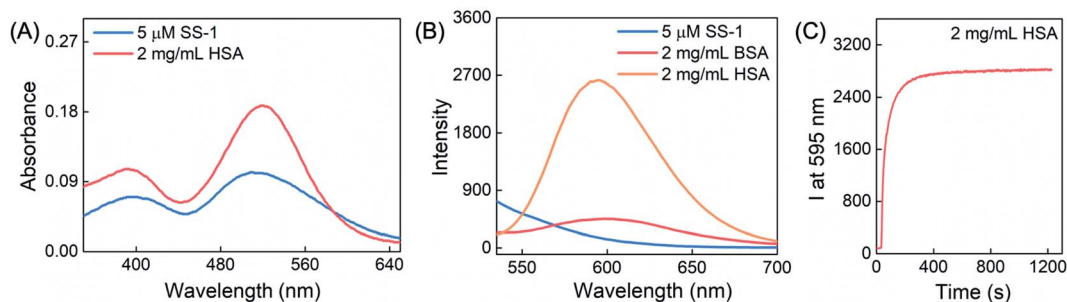 (A)
5 μM SS-1
2 mg/mL HSA
Absorbance
0.27
0.18
0.09
0.00
400
480
560
640
Wavelength (nm)
(B)
5 μM SS-1
2 mg/mL BSA
2 mg/mL HSA
Intensity
3600
2700
1800
900
0
550
600
650
700
Wavelength (nm)
(C)
2 mg/mL HSA
I at 595 nm
3200
2400
1600
800
0
0
400
800
1200
Time (s)